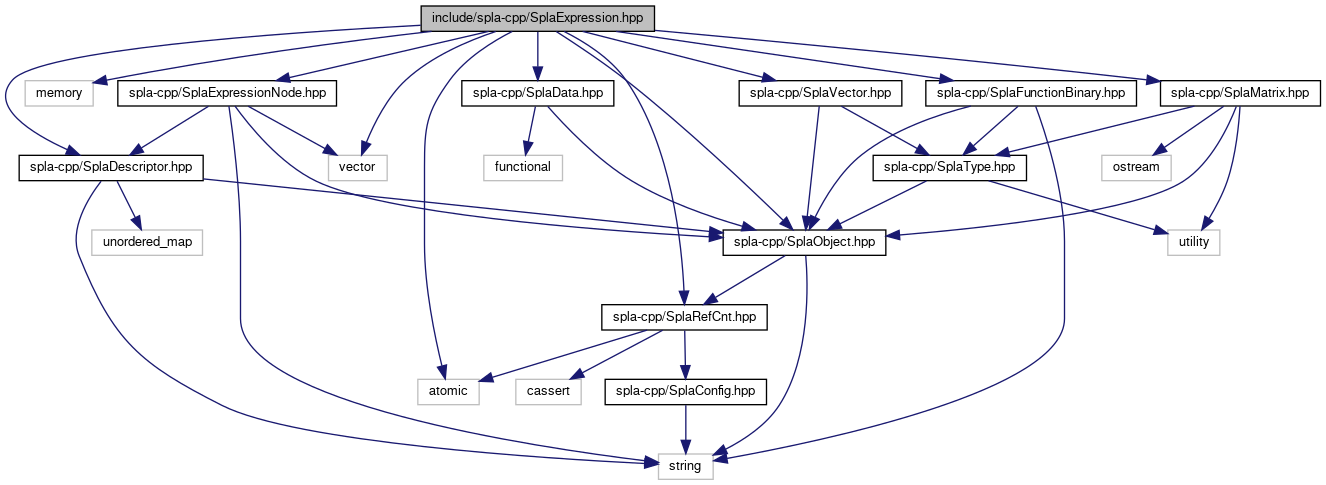 include/spla-cpp/SplaExpression.hpp
memory
spla-cpp/SplaExpressionNode.hpp
spla-cpp/SplaData.hpp
spla-cpp/SplaVector.hpp
spla-cpp/SplaFunctionBinary.hpp
spla-cpp/SplaMatrix.hpp
spla-cpp/SplaDescriptor.hpp
vector
functional
spla-cpp/SplaType.hpp
ostream
unordered_map
spla-cpp/SplaObject.hpp
utility
spla-cpp/SplaRefCnt.hpp
atomic
cassert
spla-cpp/SplaConfig.hpp
string